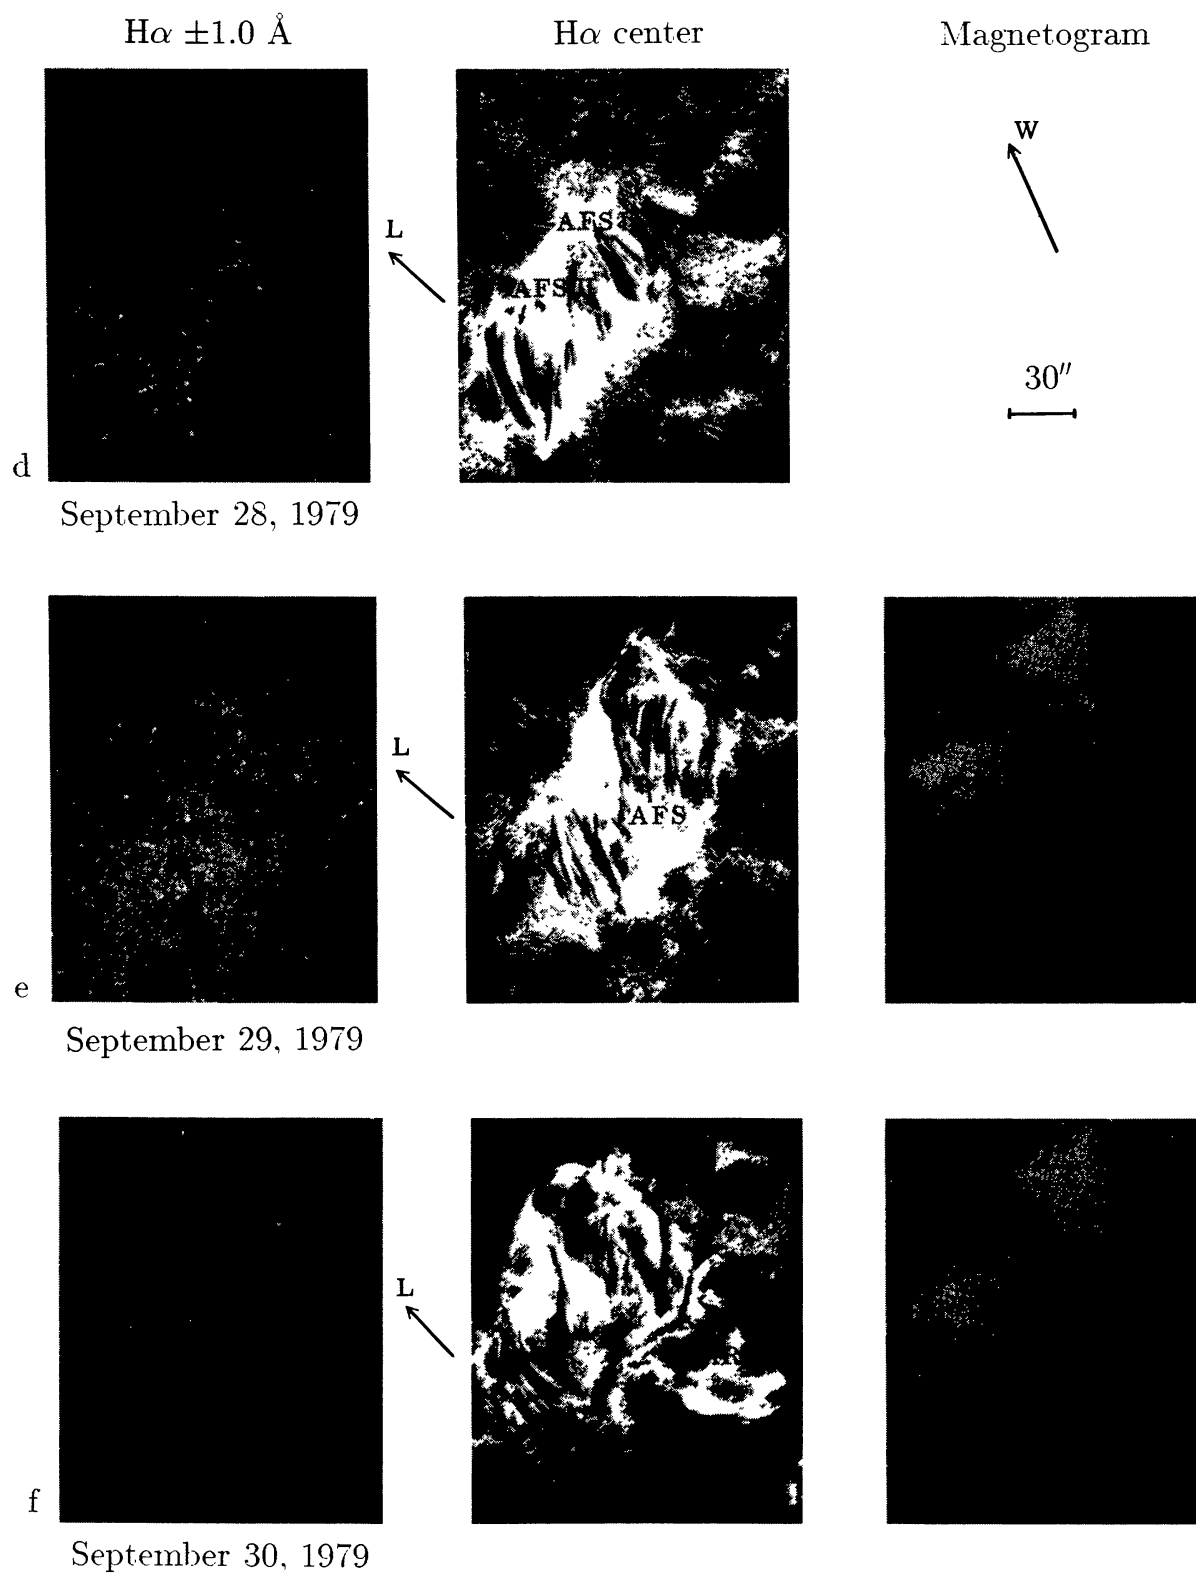 Hα ±1.0 Å
Hα center
Magnetogram
W
L
AFS
AFS II
30″
d
September 28, 1979
L
AFS
e
September 29, 1979
L
f
September 30, 1979